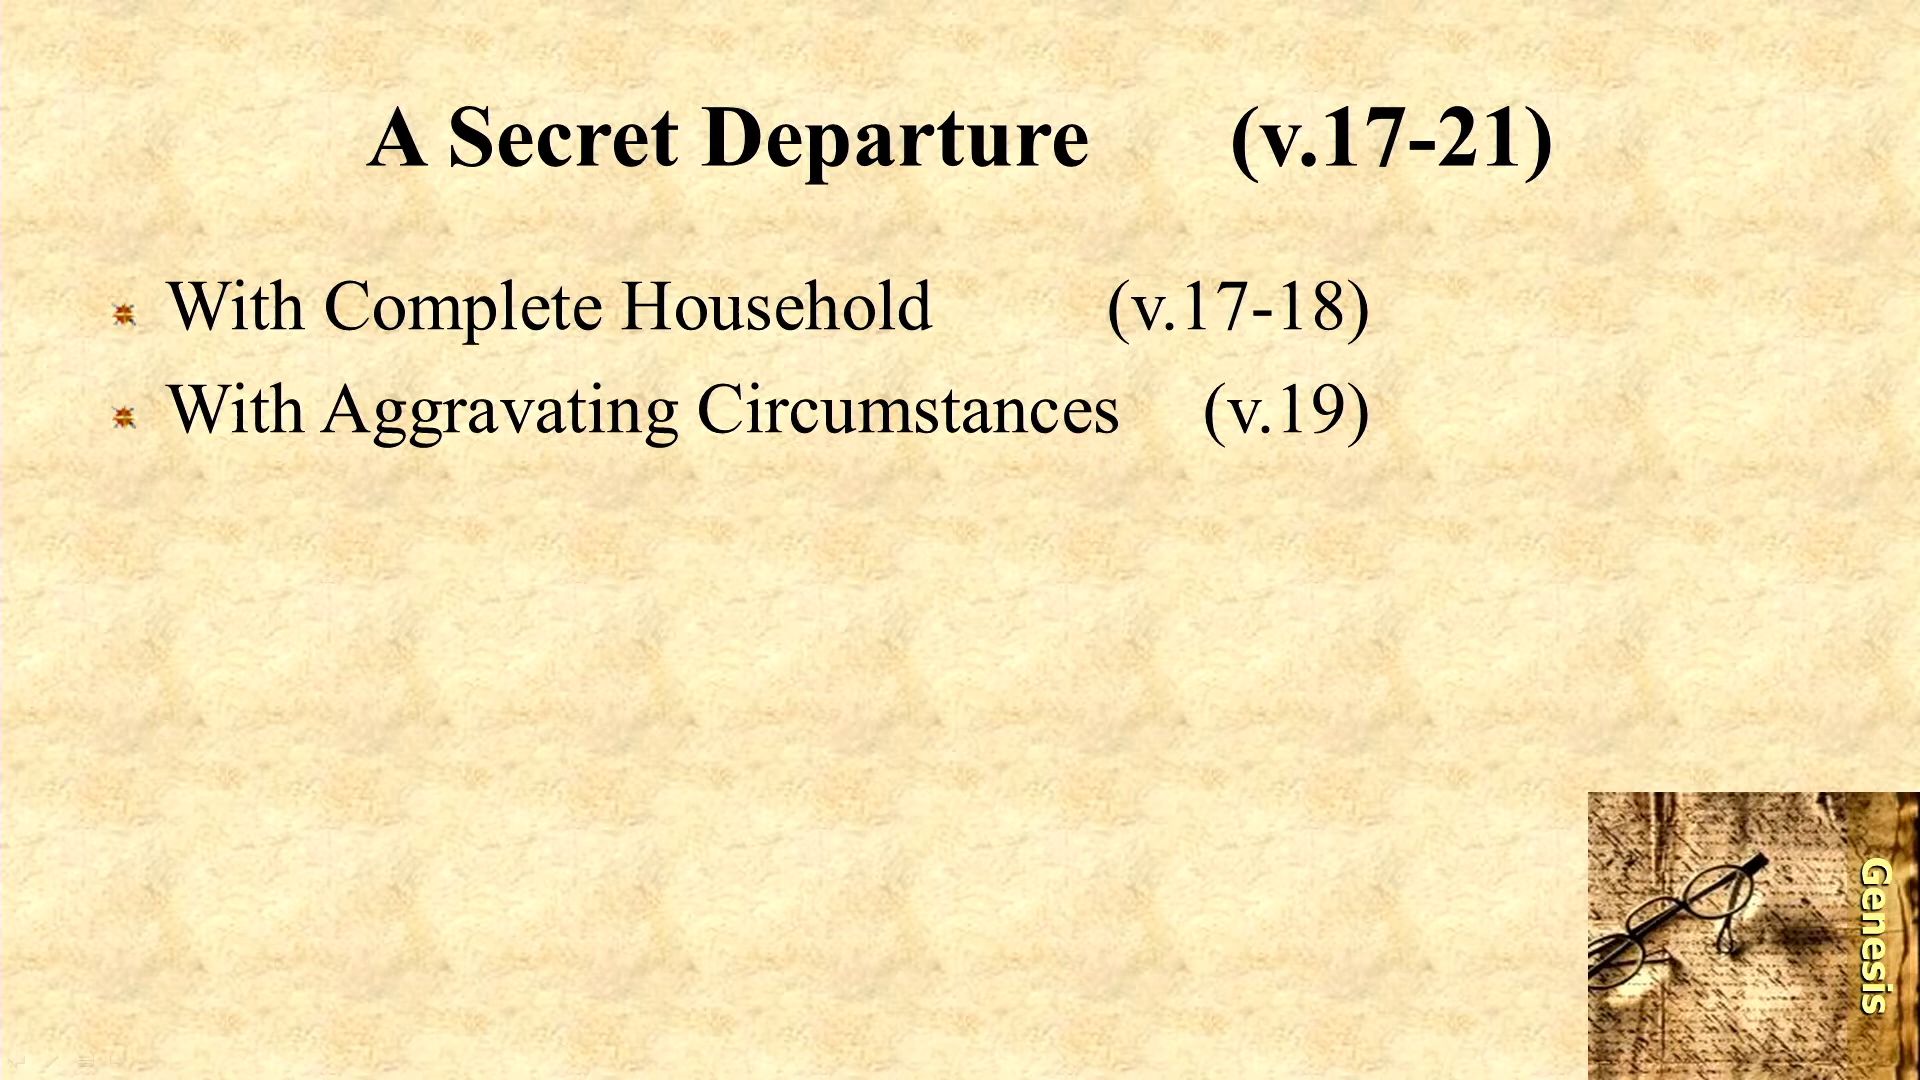 A Secret Departure (v.17-21)
With Complete Household (v.17-18)
With Aggravating Circumstances (v.19)
Genesis